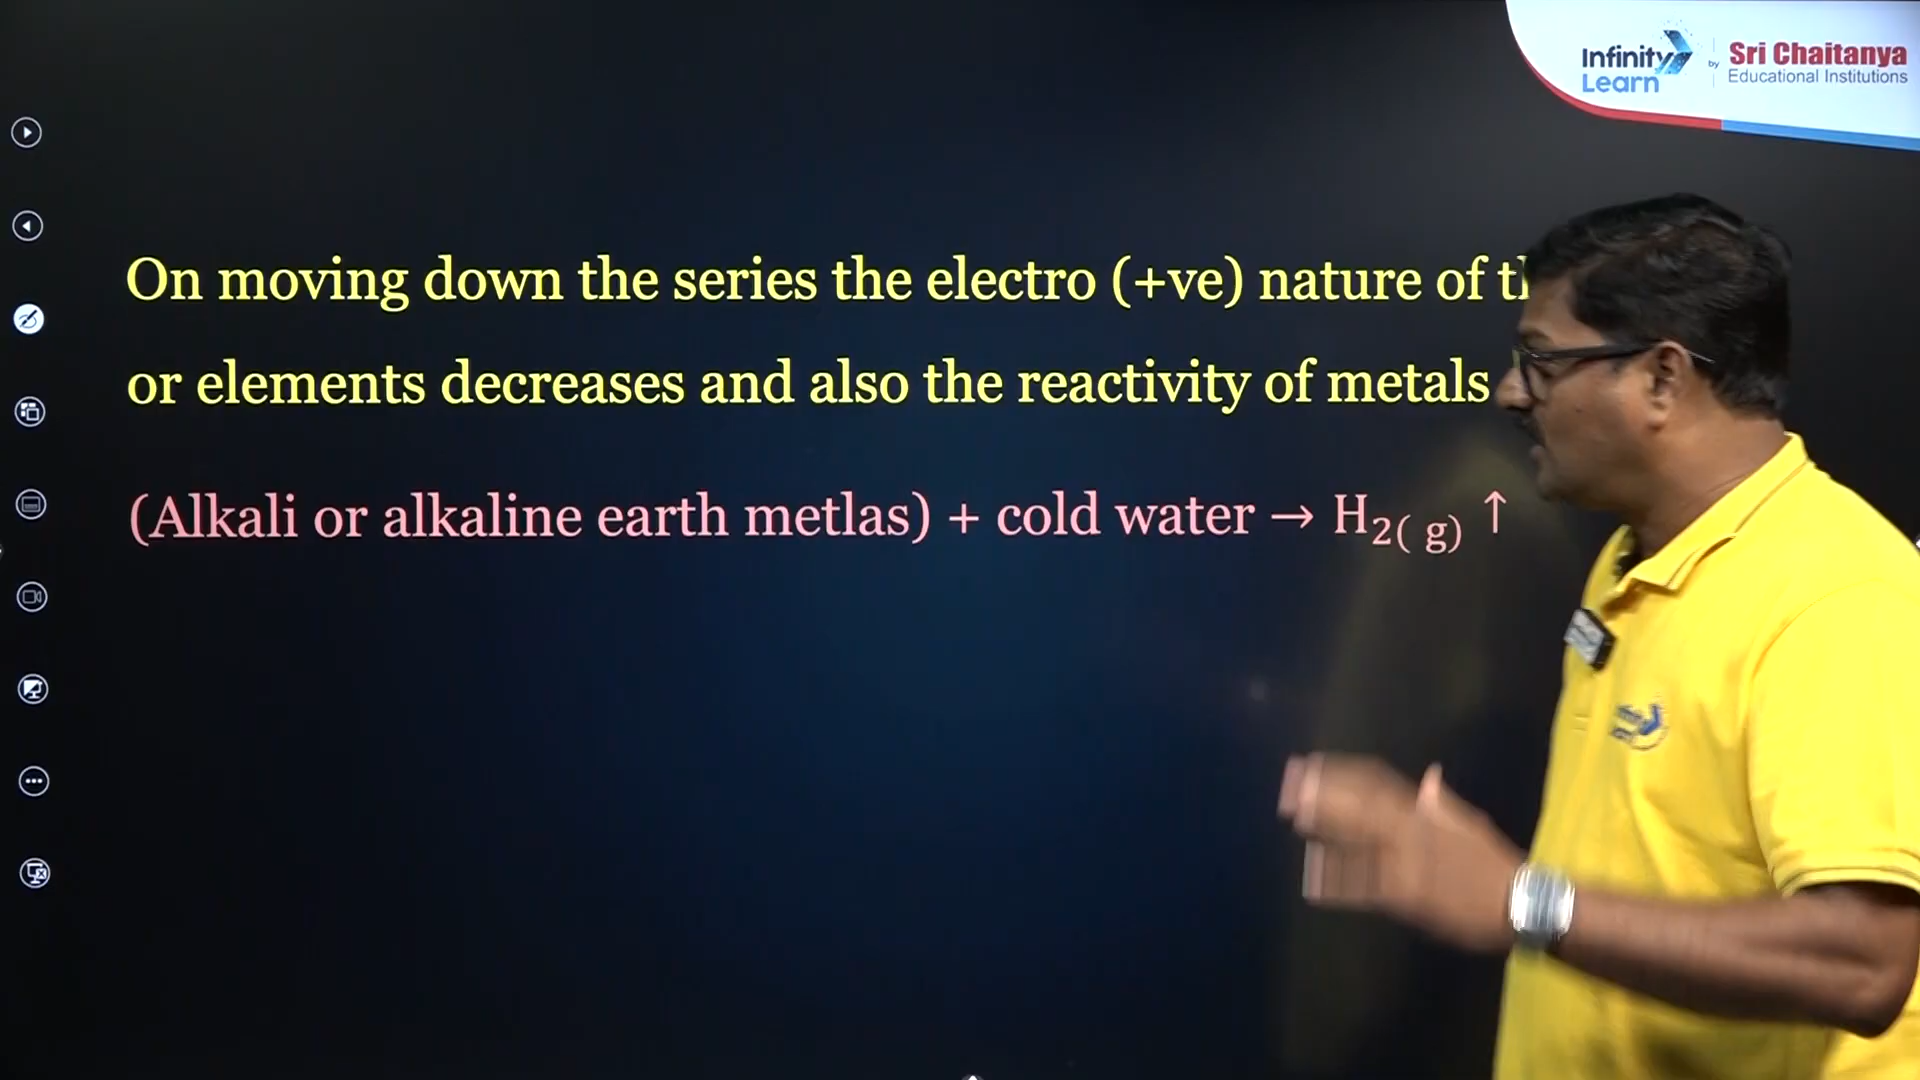 Infinity Learn
by
Sri Chaitanya
Educational Institutions
On moving down the series the electro (+ve) nature of
or elements decreases and also the reactivity of metals
(Alkali or alkaline earth metlas) + cold water → H₂₍ g₎ ↑